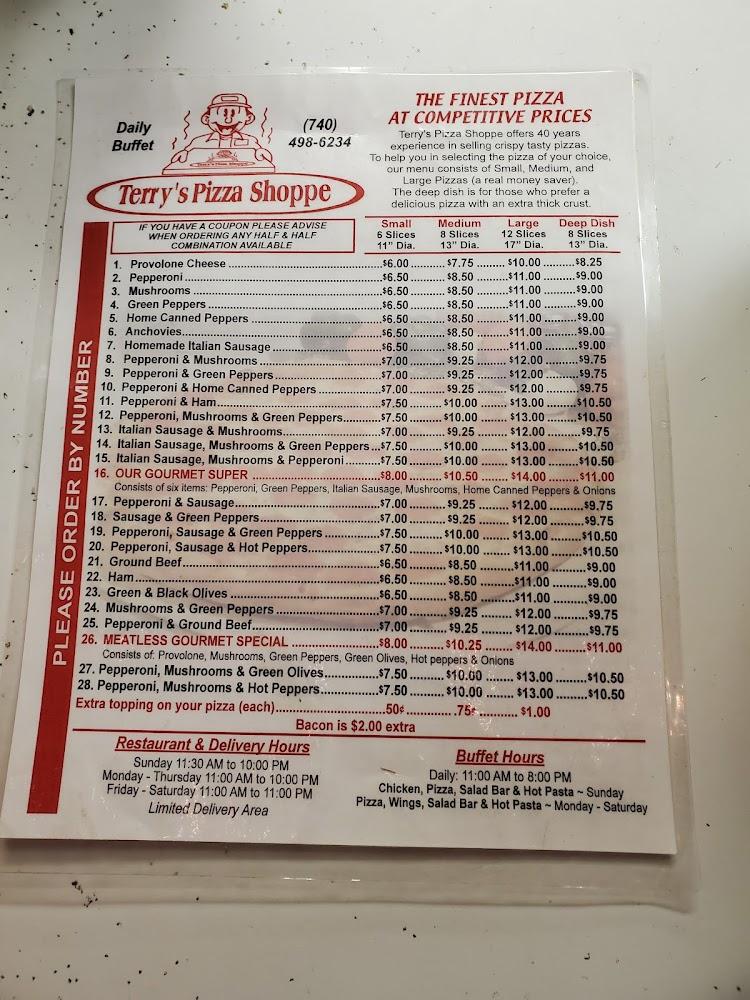 Daily
Buffet
(740)
498-6234
Terry's Pizza Shoppe
Terry's Pizza Shoppe
THE FINEST PIZZA
AT COMPETITIVE PRICES
Terry's Pizza Shoppe offers 40 years
experience in selling crispy tasty pizzas.
To help you in selecting the pizza of your choice,
our menu consists of Small, Medium, and
Large Pizzas (a real money saver).
The deep dish is for those who prefer a
delicious pizza with an extra thick crust.
IF YOU HAVE A COUPON PLEASE ADVISE
WHEN ORDERING ANY HALF & HALF
COMBINATION AVAILABLE
Small Medium Large Deep Dish
6 Slices 8 Slices 12 Slices 8 Slices
11" Dia. 13" Dia. 17" Dia. 13" Dia.
PLEASE ORDER BY NUMBER
1. Provolone Cheese $6.00 $7.75 $10.00 $8.25
2. Pepperoni $6.50 $8.50 $11.00 $9.00
3. Mushrooms $6.50 $8.50 $11.00 $9.00
4. Green Peppers $6.50 $8.50 $11.00 $9.00
5. Home Canned Peppers $6.50 $8.50 $11.00 $9.00
6. Anchovies $6.50 $8.50 $11.00 $9.00
7. Homemade Italian Sausage $6.50 $8.50 $11.00 $9.00
8. Pepperoni & Mushrooms $7.00 $9.25 $12.00 $9.75
9. Pepperoni & Green Peppers $7.00 $9.25 $12.00 $9.75
10. Pepperoni & Home Canned Peppers $7.00 $9.25 $12.00 $9.75
11. Pepperoni & Ham $7.50 $10.00 $13.00 $10.50
12. Pepperoni, Mushrooms & Green Peppers $7.50 $10.00 $13.00 $10.50
13. Italian Sausage & Mushrooms $7.00 $9.25 $12.00 $9.75
14. Italian Sausage, Mushrooms & Green Peppers $7.50 $10.00 $13.00 $10.50
15. Italian Sausage, Mushrooms & Pepperoni $7.50 $10.00 $13.00 $10.50
16. OUR GOURMET SUPER $8.00 $10.50 $14.00 $11.00
Consists of six items: Pepperoni, Green Peppers, Italian Sausage, Mushrooms, Home Canned Peppers & Onions
17. Pepperoni & Sausage $7.00 $9.25 $12.00 $9.75
18. Sausage & Green Peppers $7.00 $9.25 $12.00 $9.75
19. Pepperoni, Sausage & Green Peppers $7.50 $10.00 $13.00 $10.50
20. Pepperoni, Sausage & Hot Peppers $7.50 $10.00 $13.00 $10.50
21. Ground Beef $6.50 $8.50 $11.00 $9.00
22. Ham $6.50 $8.50 $11.00 $9.00
23. Green & Black Olives $6.50 $8.50 $11.00 $9.00
24. Mushrooms & Green Peppers $7.00 $9.25 $12.00 $9.75
25. Pepperoni & Ground Beef $7.00 $9.25 $12.00 $9.75
26. MEATLESS GOURMET SPECIAL $8.00 $10.25 $14.00 $11.00
Consists of: Provolone, Mushrooms, Green Peppers, Green Olives, Hot peppers & Onions
27. Pepperoni, Mushrooms & Green Olives $7.50 $10.00 $13.00 $10.50
28. Pepperoni, Mushrooms & Hot Peppers $7.50 $10.00 $13.00 $10.50
Extra topping on your pizza (each) 50¢ 75¢ $1.00
Bacon is $2.00 extra
Restaurant & Delivery Hours
Sunday 11:30 AM to 10:00 PM
Monday - Thursday 11:00 AM to 10:00 PM
Friday - Saturday 11:00 AM to 11:00 PM
Limited Delivery Area
Buffet Hours
Daily: 11:00 AM to 8:00 PM
Chicken, Pizza, Salad Bar & Hot Pasta ~ Sunday
Pizza, Wings, Salad Bar & Hot Pasta ~ Monday - Saturday